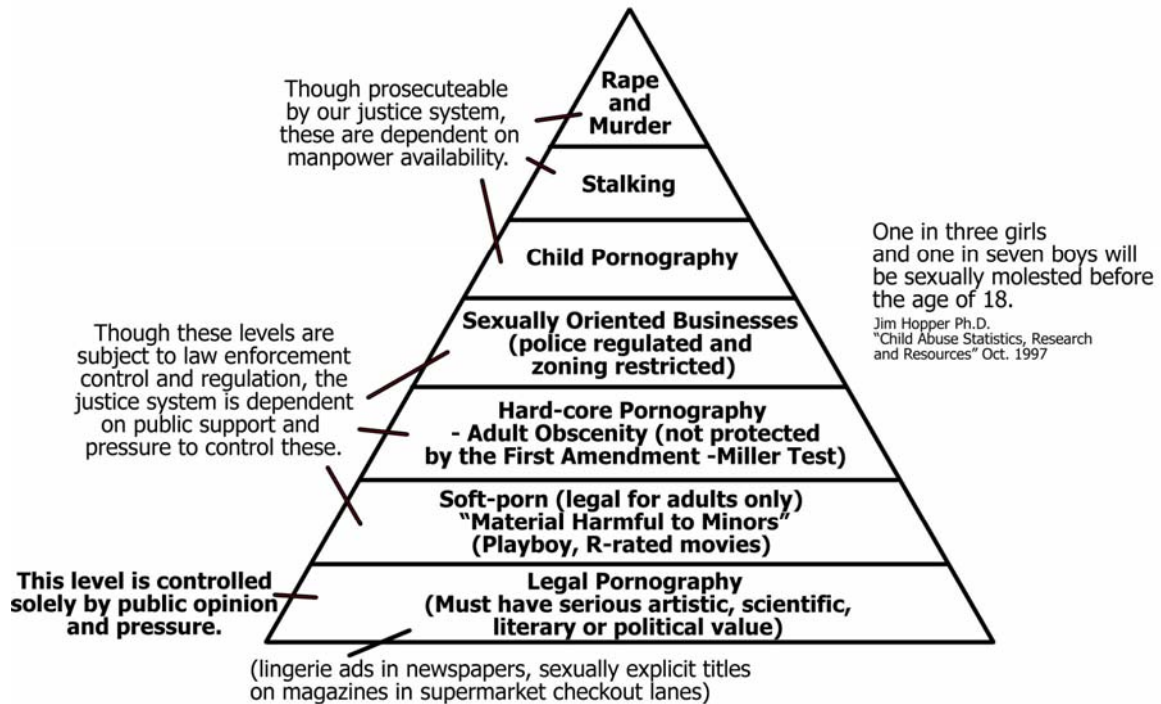 Rape
and
Murder
Though prosecuteable
by our justice system,
these are dependent on
manpower availability.
Stalking
Child Pornography
One in three girls
and one in seven boys will
be sexually molested before
the age of 18.
Jim Hopper Ph.D.
"Child Abuse Statistics, Research
and Resources" Oct. 1997
Sexually Oriented Businesses
(police regulated and
zoning restricted)
Though these levels are
subject to law enforcement
control and regulation, the
justice system is dependent
on public support and
pressure to control these.
Hard-core Pornography
- Adult Obscenity (not protected
by the First Amendment -Miller Test)
Soft-porn (legal for adults only)
"Material Harmful to Minors"
(Playboy, R-rated movies)
This level is controlled
solely by public opinion
and pressure.
Legal Pornography
(Must have serious artistic, scientific,
literary or political value)
(lingerie ads in newspapers, sexually explicit titles
on magazines in supermarket checkout lanes)